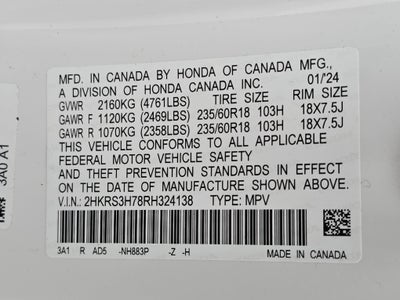 MFD. IN CANADA BY HONDA OF CANADA MFG.,
A DIVISION OF HONDA CANADA INC. 01/'24
GVWR 2160KG (4761LBS) TIRE SIZE RIM SIZE
GAWR F 1120KG (2469LBS) 235/60R18 103H 18X7.5J
GAWR R 1070KG (2358LBS) 235/60R18 103H 18X7.5J
THIS VEHICLE CONFORMS TO ALL APPLICABLE
FEDERAL MOTOR VEHICLE SAFETY
AND THEFT PREVENTION STANDARDS IN EFFECT
ON THE DATE OF MANUFACTURE SHOWN ABOVE.
V.I.N.: 2HKRS3H78RH324138 TYPE: MPV
3A1 R AD5 -NH883P -Z -H MADE IN CANADA
3A0 A1